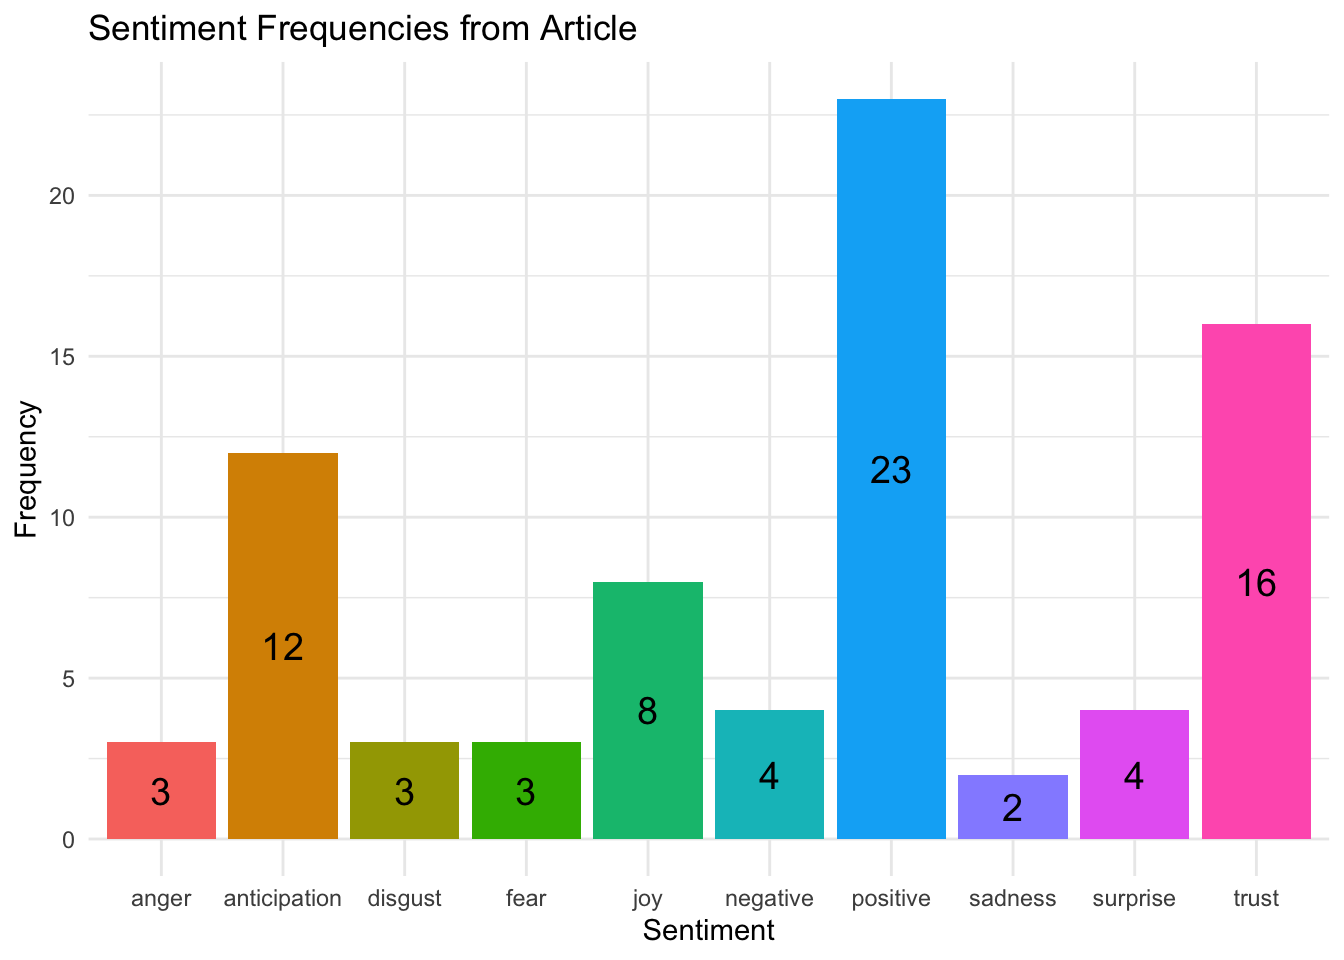 Sentiment Frequencies from Article
Frequency
20
15
10
5
0
3
12
3
3
8
4
23
2
4
16
anger
anticipation
disgust
fear
joy
negative
positive
sadness
surprise
trust
Sentiment